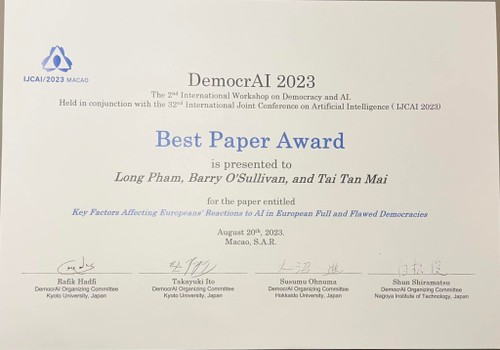 IJCAI/2023 MACAO
DemocrAI 2023
The 2nd International Workshop on Democracy and AI.
Held in conjunction with the 32nd International Joint Conference on Artificial Intelligence ( IJCAI 2023)
Best Paper Award
is presented to
Long Pham, Barry O'Sullivan, and Tai Tan Mai
for the paper entitled
Key Factors Affecting Europeans' Reactions to AI in European Full and Flawed Democracies
August 20th, 2023.
Macao, S.A.R.
Rafik Hadfi
DemocrAI Organizing Committee
Kyoto University, Japan
Takayuki Ito
DemocrAI Organizing Committee
Kyoto University, Japan
Susumu Ohnuma
DemocrAI Organizing Committee
Hokkaido University, Japan
Shun Shiramatsu
DemocrAI Organizing Committee
Nagoya Institute of Technology, Japan